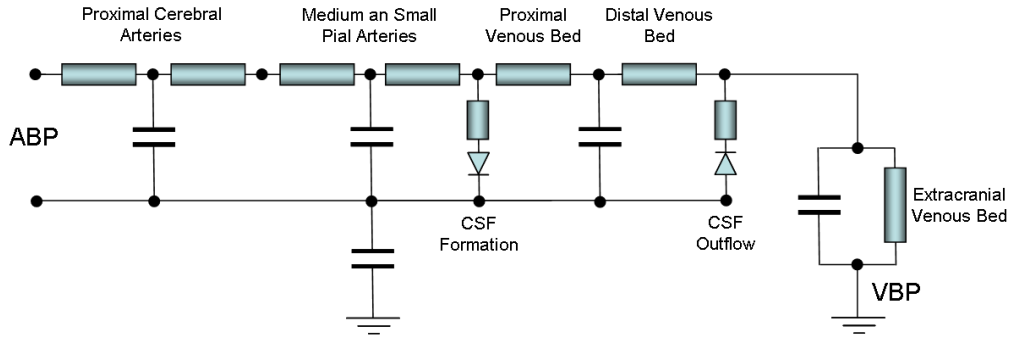 Proximal Cerebral
Arteries
Medium an Small
Pial Arteries
Proximal
Venous Bed
Distal Venous
Bed
ABP
CSF
Formation
CSF
Outflow
Extracranial
Venous Bed
VBP